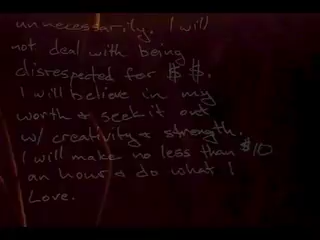 unnecessarily. I will
not deal with being
disrespected for $ $.
I will believe in my
worth & seek it out
w/ creativity & strength.
I will make no less than $10
an hour & do what I
Love.